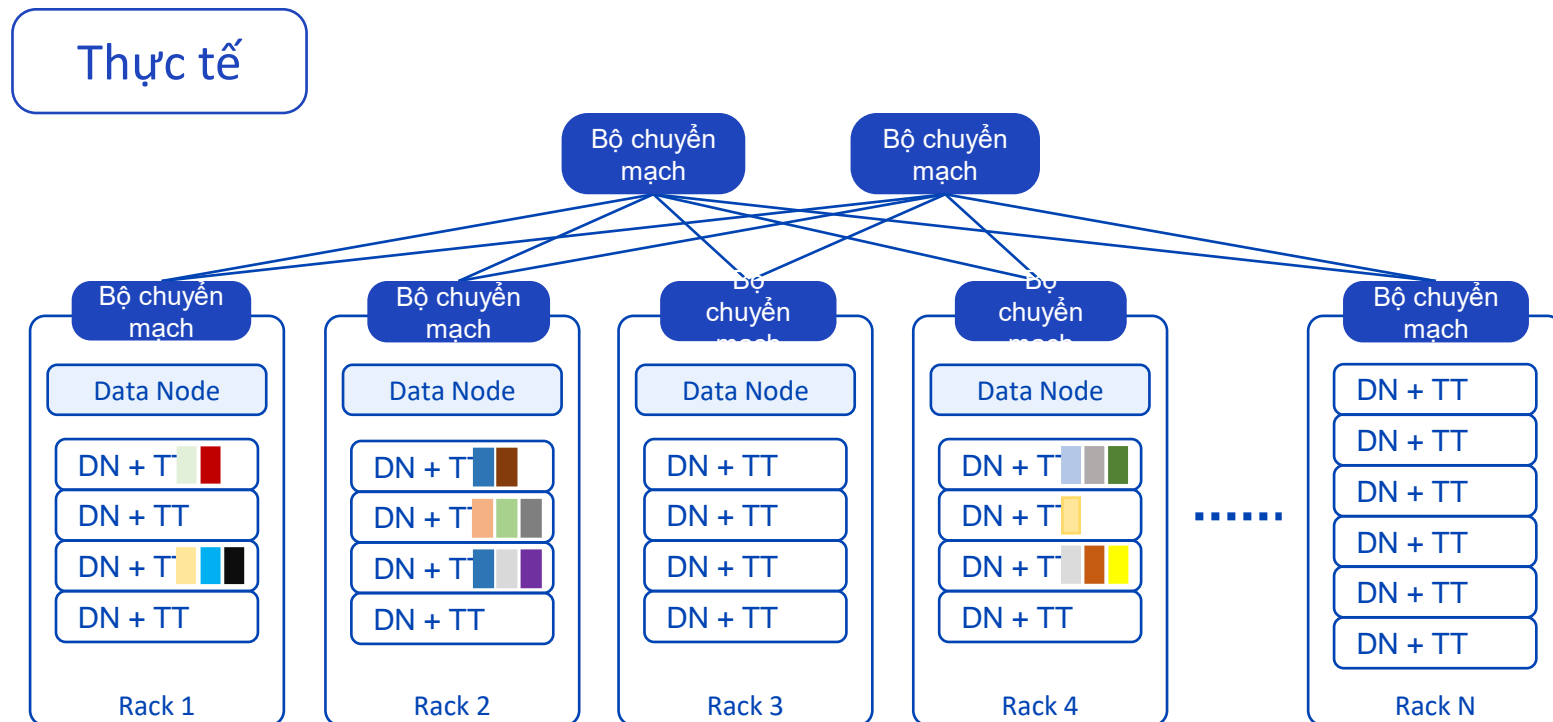 Thực tế
Bộ chuyển
mạch
Bộ chuyển
mạch
Bộ chuyển
mạch
Bộ chuyển
mạch
Bộ
chuyển
mạch
Bộ
chuyển
mạch
Bộ chuyển
mạch
Data Node
DN + TT
DN + TT
DN + TT
DN + TT
Rack 1
Data Node
DN + TT
DN + TT
DN + TT
DN + TT
Rack 2
Data Node
DN + TT
DN + TT
DN + TT
DN + TT
Rack 3
Data Node
DN + TT
DN + TT
DN + TT
DN + TT
Rack 4
......
DN + TT
DN + TT
DN + TT
DN + TT
DN + TT
DN + TT
Rack N